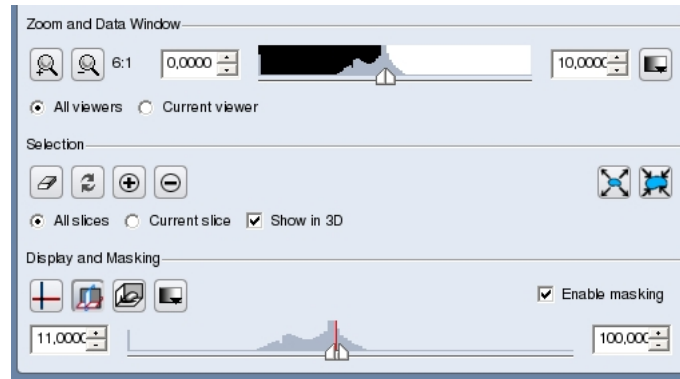 Zoom and Data Window
6:1 0,0000 10,000
All viewers Current viewer
Selection
All slices Current slice Show in 3D
Display and Masking
Enable masking
11,000 100,00